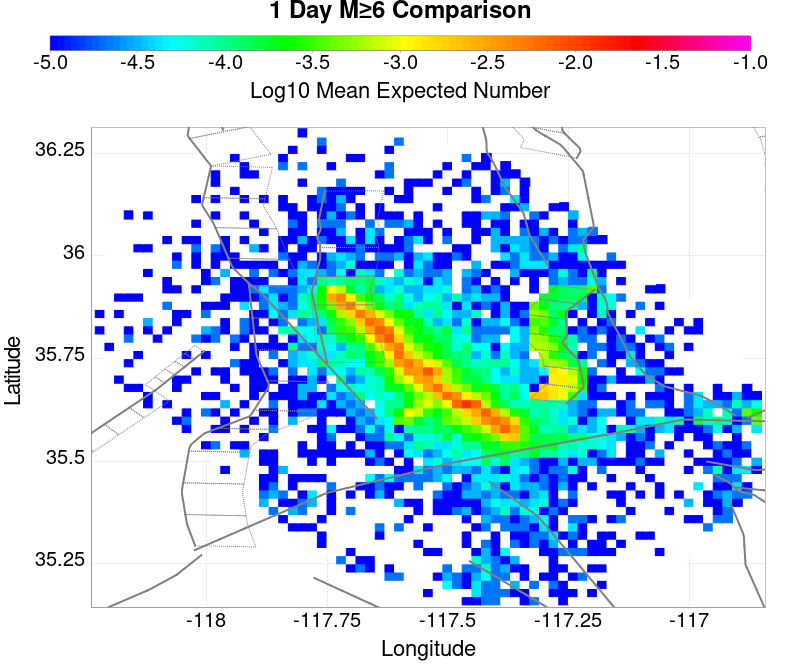 1 Day M≥6 Comparison
-5.0 -4.5 -4.0 -3.5 -3.0 -2.5 -2.0 -1.5 -1.0
Log10 Mean Expected Number
36.25
36
35.75
35.5
35.25
Latitude
-118 -117.75 -117.5 -117.25 -117
Longitude